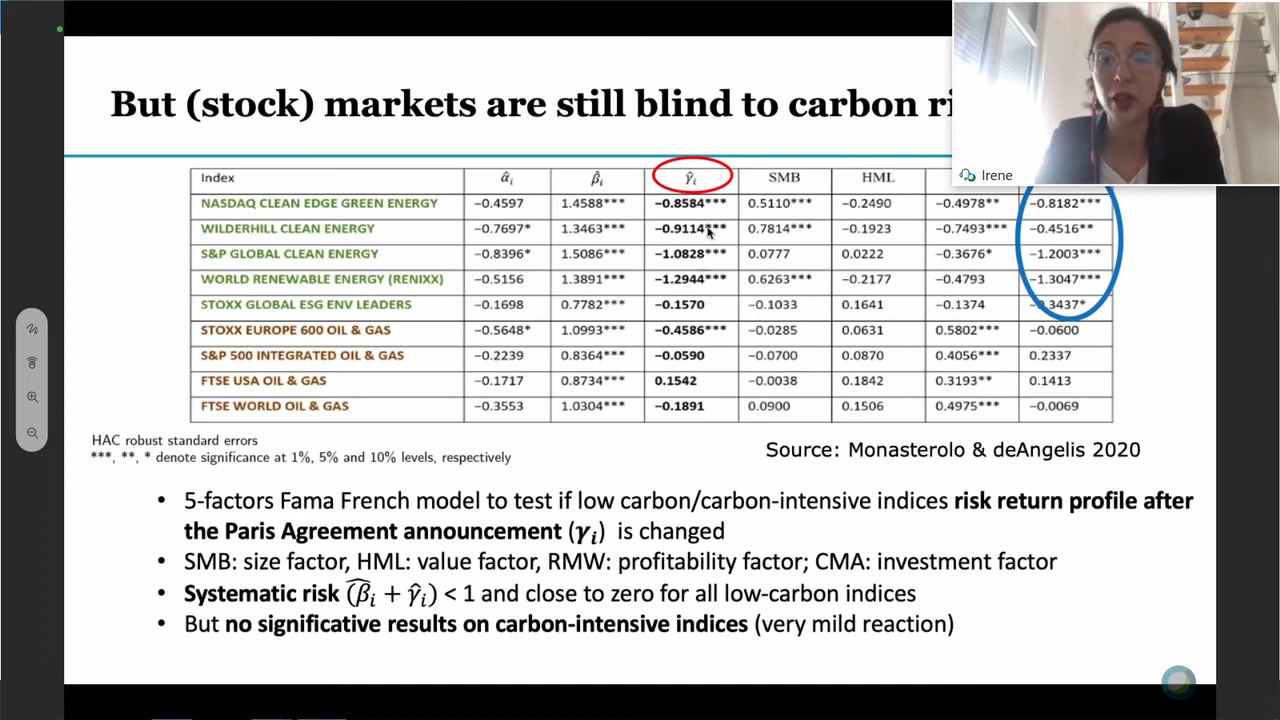 But (stock) markets are still blind to carbon ri
Irene
Index α̂i β̂i γ̂i SMB HML
NASDAQ CLEAN EDGE GREEN ENERGY −0.4597 1.4588*** −0.8584*** 0.5110*** −0.2490 −0.4978** −0.8182***
WILDERHILL CLEAN ENERGY −0.7697* 1.3463*** −0.9114*** 0.7814*** −0.1923 −0.7493*** −0.4516**
S&P GLOBAL CLEAN ENERGY −0.8396* 1.5086*** −1.0828*** 0.0777 0.0222 −0.3676* −1.2003***
WORLD RENEWABLE ENERGY (RENIXX) −0.5156 1.3891*** −1.2944*** 0.6263*** −0.2177 −0.4793 −1.3047***
STOXX GLOBAL ESG ENV LEADERS −0.1698 0.7782*** −0.1570 −0.1033 0.1641 −0.1374 −0.3437*
STOXX EUROPE 600 OIL & GAS −0.5648* 1.0993*** −0.4586*** −0.0285 0.0631 0.5802*** −0.0600
S&P 500 INTEGRATED OIL & GAS −0.2239 0.8364*** −0.0590 −0.0700 0.0870 0.4056*** 0.2337
FTSE USA OIL & GAS −0.1717 0.8734*** 0.1542 −0.0038 0.1842 0.3193** 0.1413
FTSE WORLD OIL & GAS −0.3553 1.0304*** −0.1891 0.0900 0.1506 0.4975*** −0.0069
HAC robust standard errors
***, **, * denote significance at 1%, 5% and 10% levels, respectively
Source: Monasterolo & deAngelis 2020
• 5-factors Fama French model to test if low carbon/carbon-intensive indices risk return profile after
the Paris Agreement announcement (γi) is changed
• SMB: size factor, HML: value factor, RMW: profitability factor; CMA: investment factor
• Systematic risk (β̂i + γ̂i) < 1 and close to zero for all low-carbon indices
• But no significative results on carbon-intensive indices (very mild reaction)